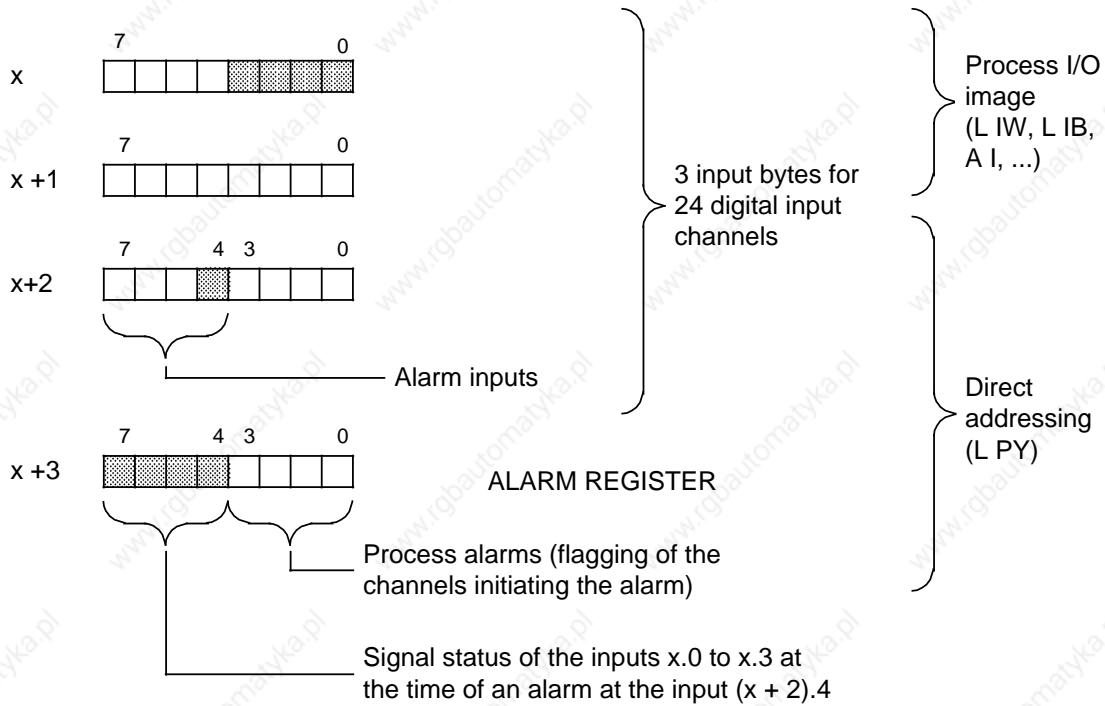 7 0
x
7 0
x +1
7 4 3 0
x+2
Alarm inputs
7 4 3 0
x +3
ALARM REGISTER
Process alarms (flagging of the
channels initiating the alarm)
Signal status of the inputs x.0 to x.3 at
the time of an alarm at the input (x + 2).4
3 input bytes for
24 digital input
channels
Process I/O
image
(L IW, L IB,
A I, ...)
Direct
addressing
(L PY)
www.rgbautomatyka.pl